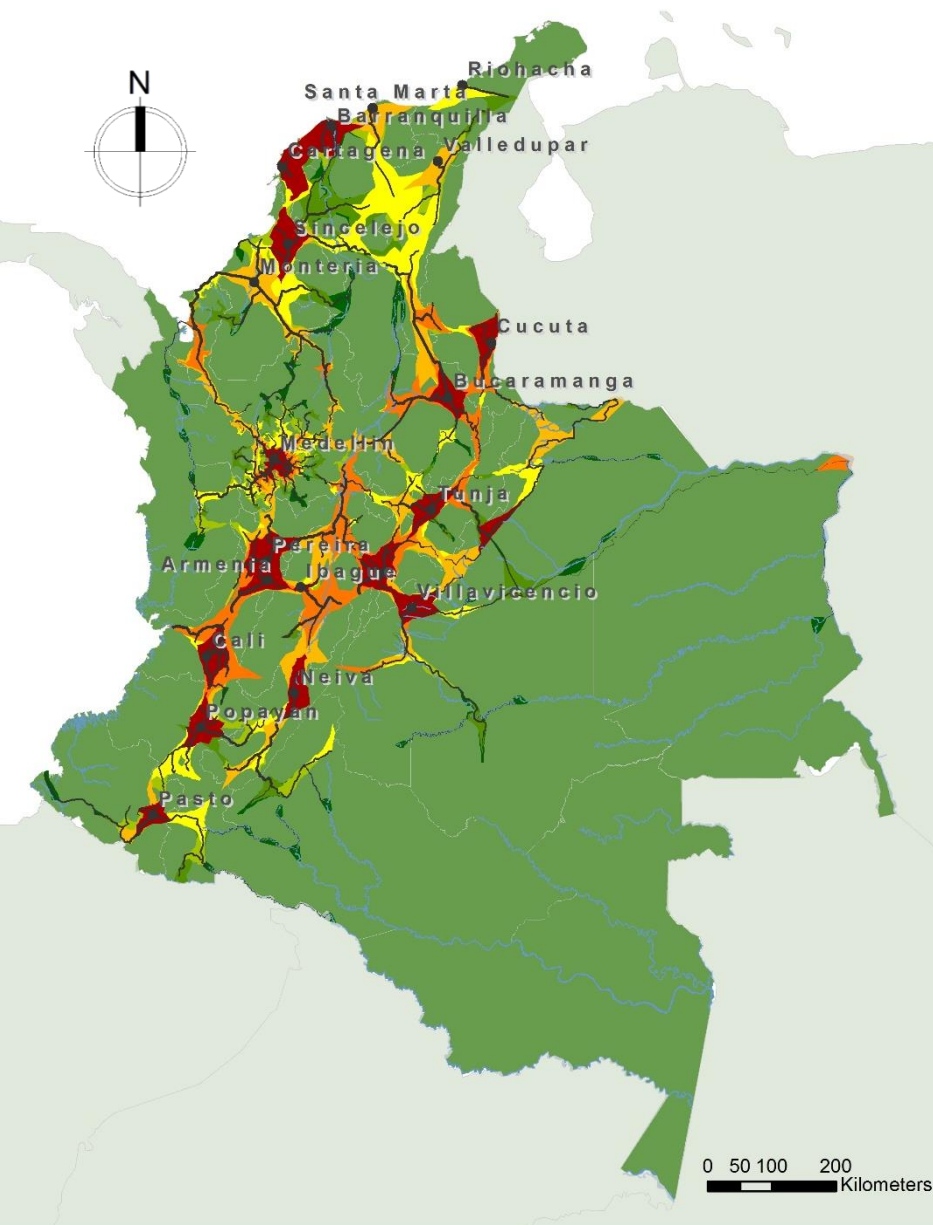 N
Riohacha
Santa Marta
Barranquilla
Cartagena
Valledupar
Sincelejo
Monteria
Cucuta
Bucaramanga
Medellin
Tunja
Pereira
Armenia
Ibague
Villavicencio
Cali
Neiva
Popayan
Pasto
0 50 100 200
Kilometers